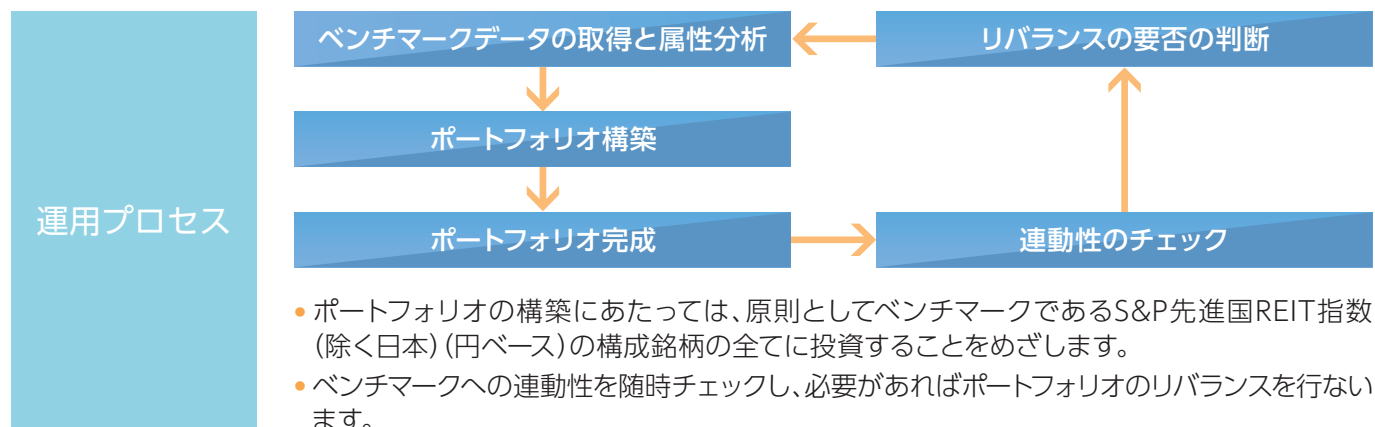 運用プロセス
ベンチマークデータの取得と属性分析
リバランスの要否の判断
ポートフォリオ構築
ポートフォリオ完成
連動性のチェック
• ポートフォリオの構築にあたっては、原則としてベンチマークであるS&P先進国REIT指数
（除く日本）（円ベース）の構成銘柄の全てに投資することをめざします。
• ベンチマークへの連動性を随時チェックし、必要があればポートフォリオのリバランスを行ない
ます。